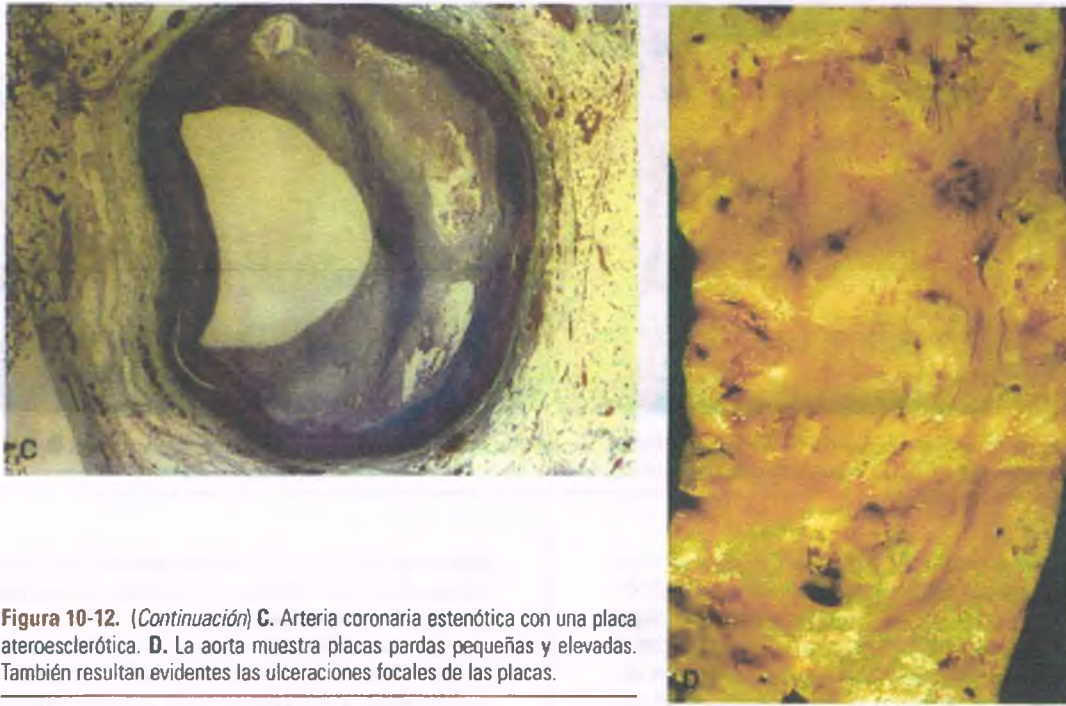 C
D
Figura 10-12. (Continuación) C. Arteria coronaria estenótica con una placa
ateroesclerótica. D. La aorta muestra placas pardas pequeñas y elevadas.
También resultan evidentes las ulceraciones focales de las placas.